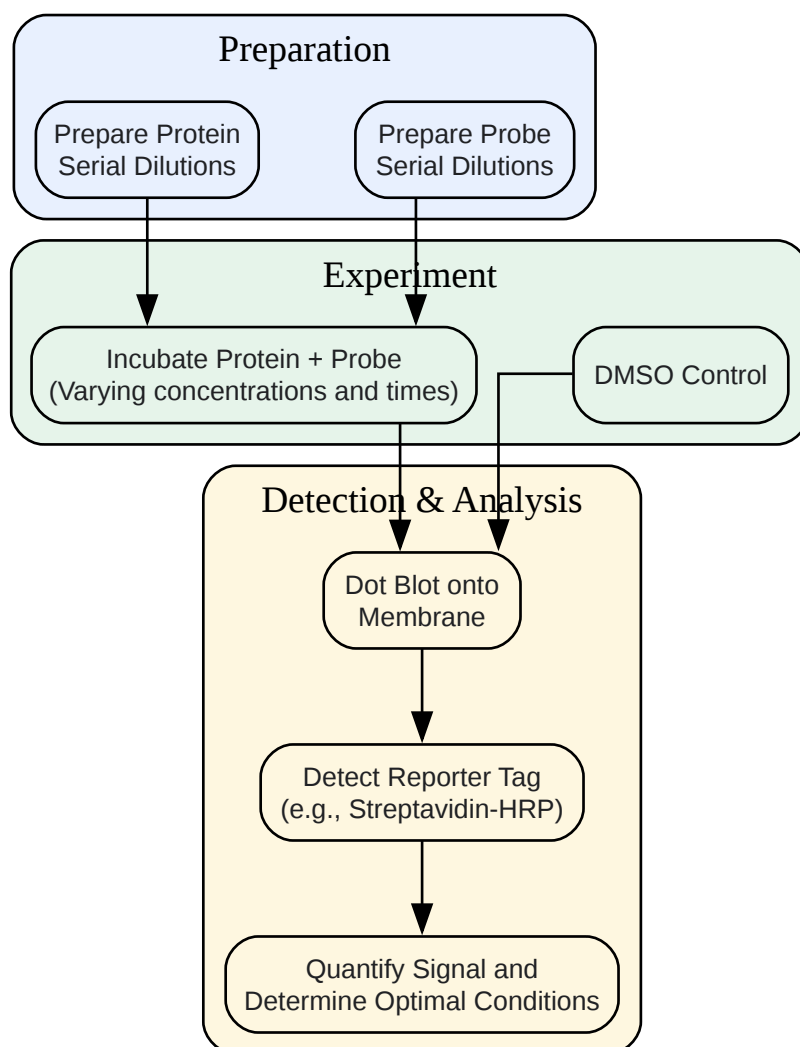 Preparation
Prepare Protein
Serial Dilutions
Prepare Probe
Serial Dilutions
Experiment
Incubate Protein + Probe
(Varying concentrations and times)
DMSO Control
Detection & Analysis
Dot Blot onto
Membrane
Detect Reporter Tag
(e.g., Streptavidin-HRP)
Quantify Signal and
Determine Optimal Conditions